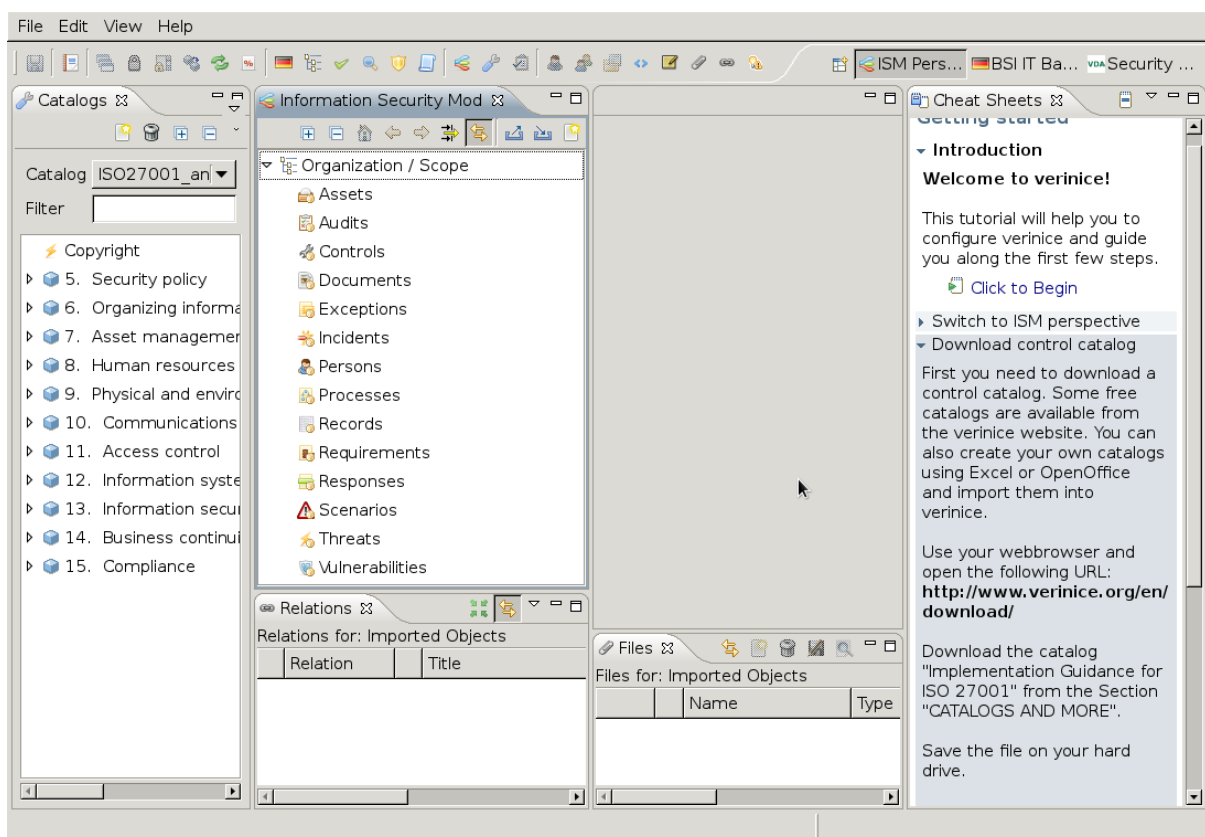 File Edit View Help
ISM Pers... BSI IT Ba... VDA Security ...
Catalogs
Catalog ISO27001_an
Filter
Copyright
5. Security policy
6. Organizing informa
7. Asset managemer
8. Human resources
9. Physical and enviro
10. Communications
11. Access control
12. Information syste
13. Information secu
14. Business continui
15. Compliance
Information Security Mod
Organization / Scope
Assets
Audits
Controls
Documents
Exceptions
Incidents
Persons
Processes
Records
Requirements
Responses
Scenarios
Threats
Vulnerabilities
Relations
Relations for: Imported Objects
Relation Title
Files
Files for: Imported Objects
Name Type
Cheat Sheets
Getting started
Introduction
Welcome to verinice!
This tutorial will help you to
configure verinice and guide
you along the first few steps.
Click to Begin
Switch to ISM perspective
Download control catalog
First you need to download a
control catalog. Some free
catalogs are available from
the verinice website. You can
also create your own catalogs
using Excel or OpenOffice
and import them into
verinice.
Use your webbrowser and
open the following URL:
http://www.verinice.org/en/
download/
Download the catalog
"Implementation Guidance for
ISO 27001" from the Section
"CATALOGS AND MORE".
Save the file on your hard
drive.